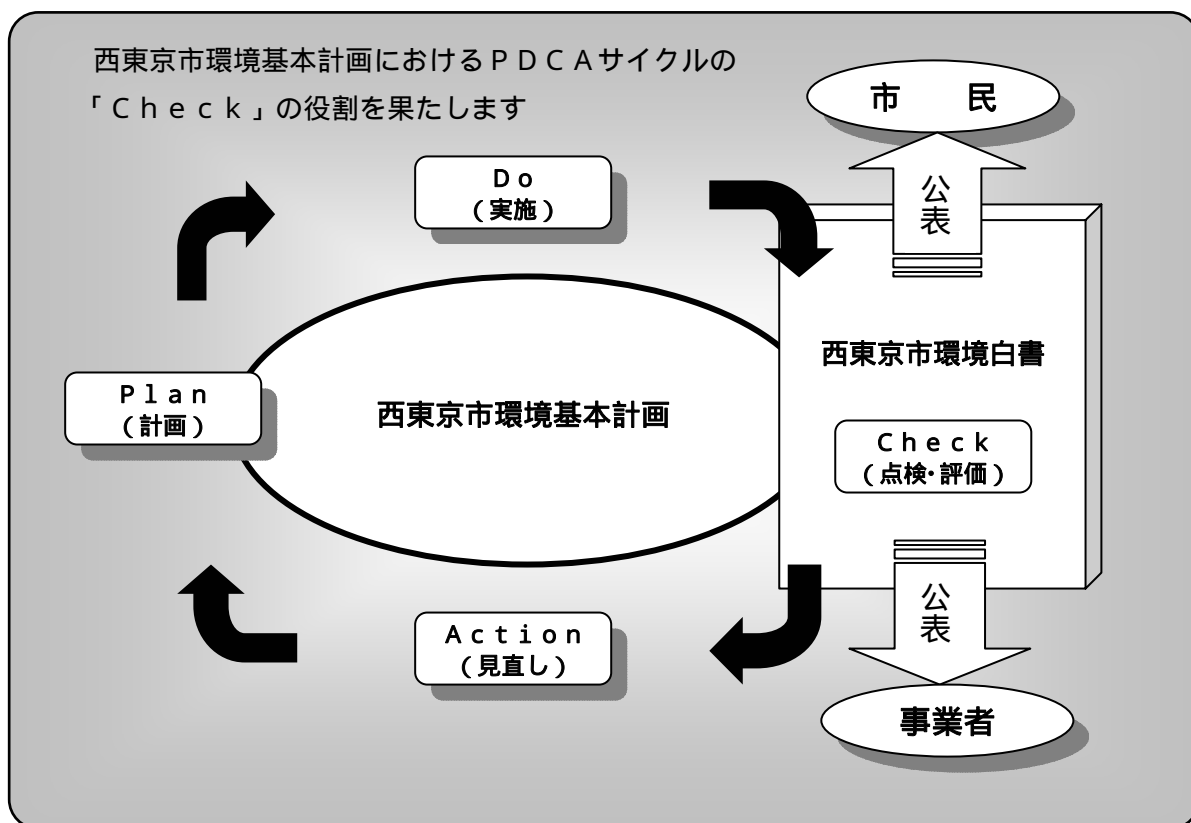 西東京市環境基本計画におけるPDCAサイクルの
「Check」の役割を果たします
市　民
公表
Do
(実施)
西東京市環境白書
Plan
(計画)
西東京市環境基本計画
Check
(点検・評価)
Action
(見直し)
公表
事業者